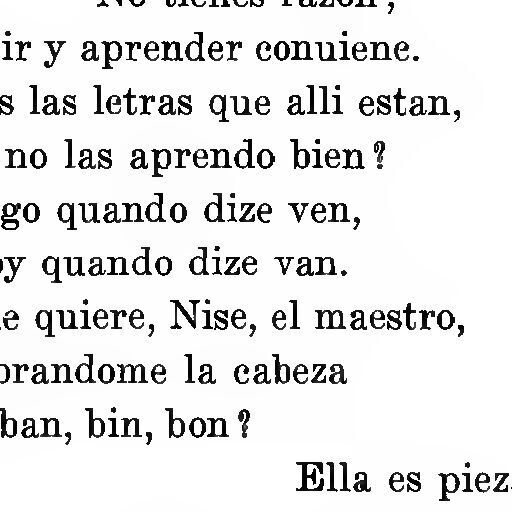 No tienes razon,
ir y aprender conuiene.
s las letras que alli estan,
no las aprendo bien?
go quando dize ven,
y quando dize van.
e quiere, Nise, el maestro,
brandome la cabeza
ban, bin, bon?
Ella es piez